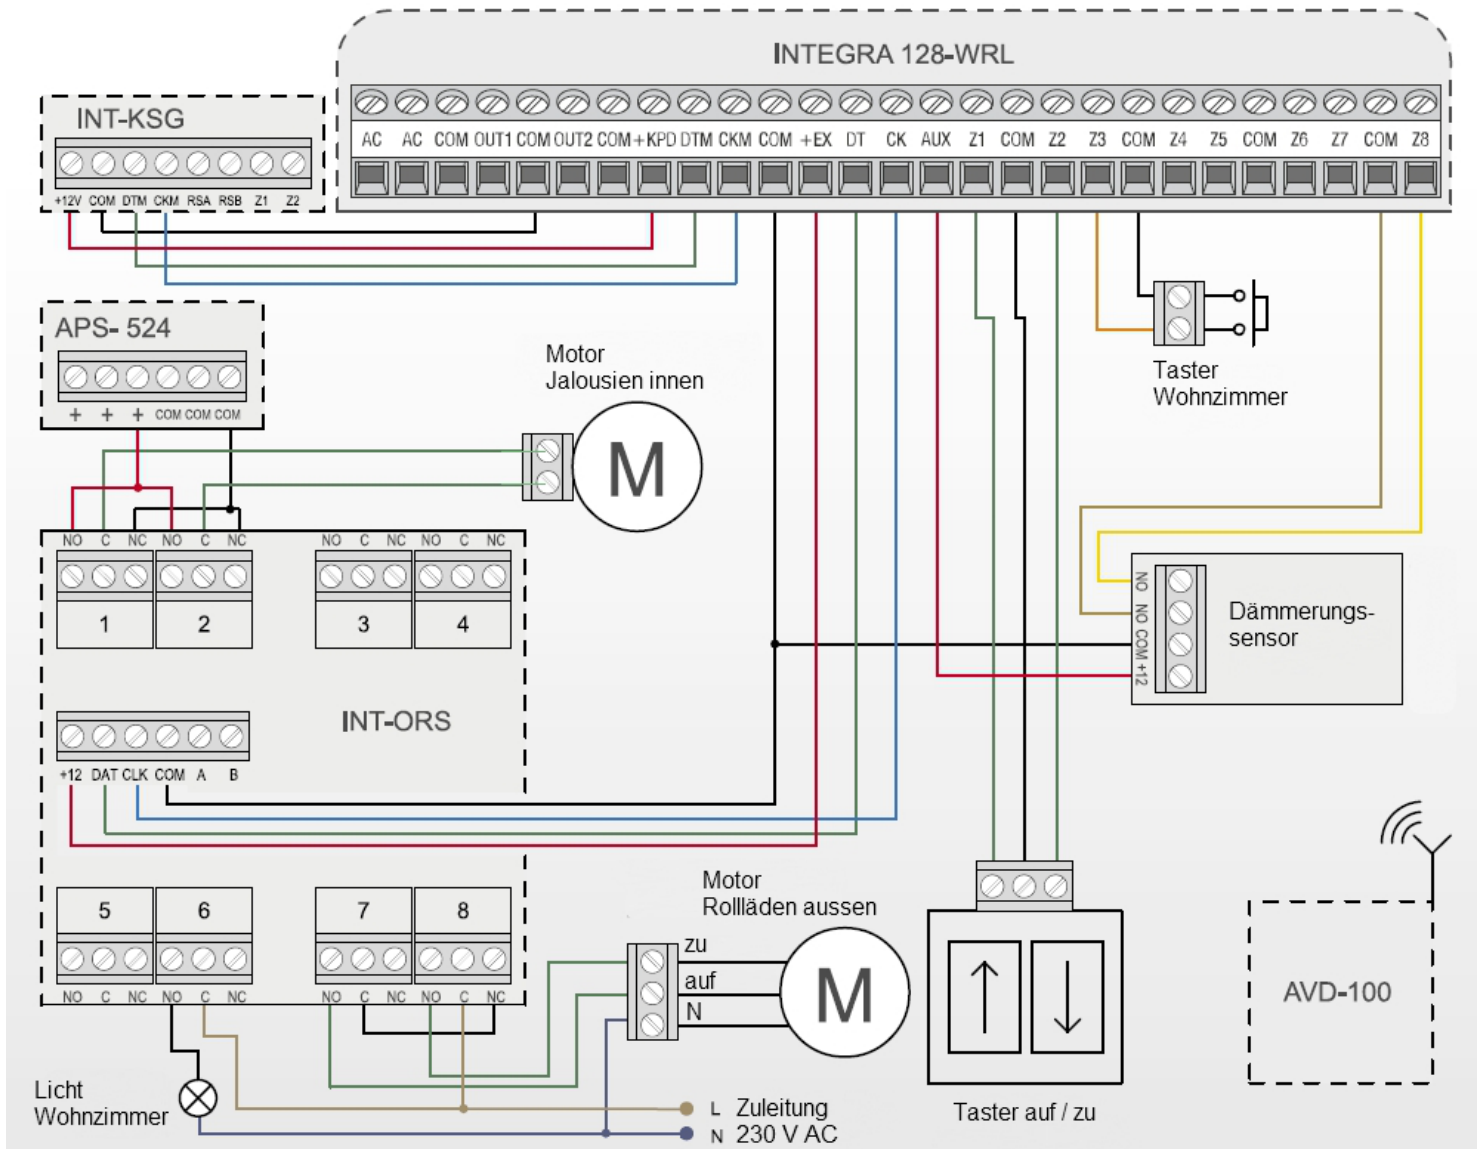 INTEGRA 128-WRL
AC AC COM OUT1 COM OUT2 COM +KPD DTM CKM COM +EX DT CK AUX Z1 COM Z2 Z3 COM Z4 Z5 COM Z6 Z7 COM Z8
INT-KSG
+12V COM DTM CKM RSA RSB Z1 Z2
APS- 524
+ + + COM COM COM
Motor
Jalousien innen
M
Taster
Wohnzimmer
NO C NC NO C NC NO C NC NO C NC
1 2 3 4
INT-ORS
+12 DAT CLK COM A B
NO
NO
COM
+12
Dämmerungs-
sensor
5 6 7 8
NO C NC NO C NC NO C NC NO C NC
Motor
Rollläden aussen
zu
auf
N
M
Licht
Wohnzimmer
L Zuleitung
N 230 V AC
Taster auf / zu
AVD-100